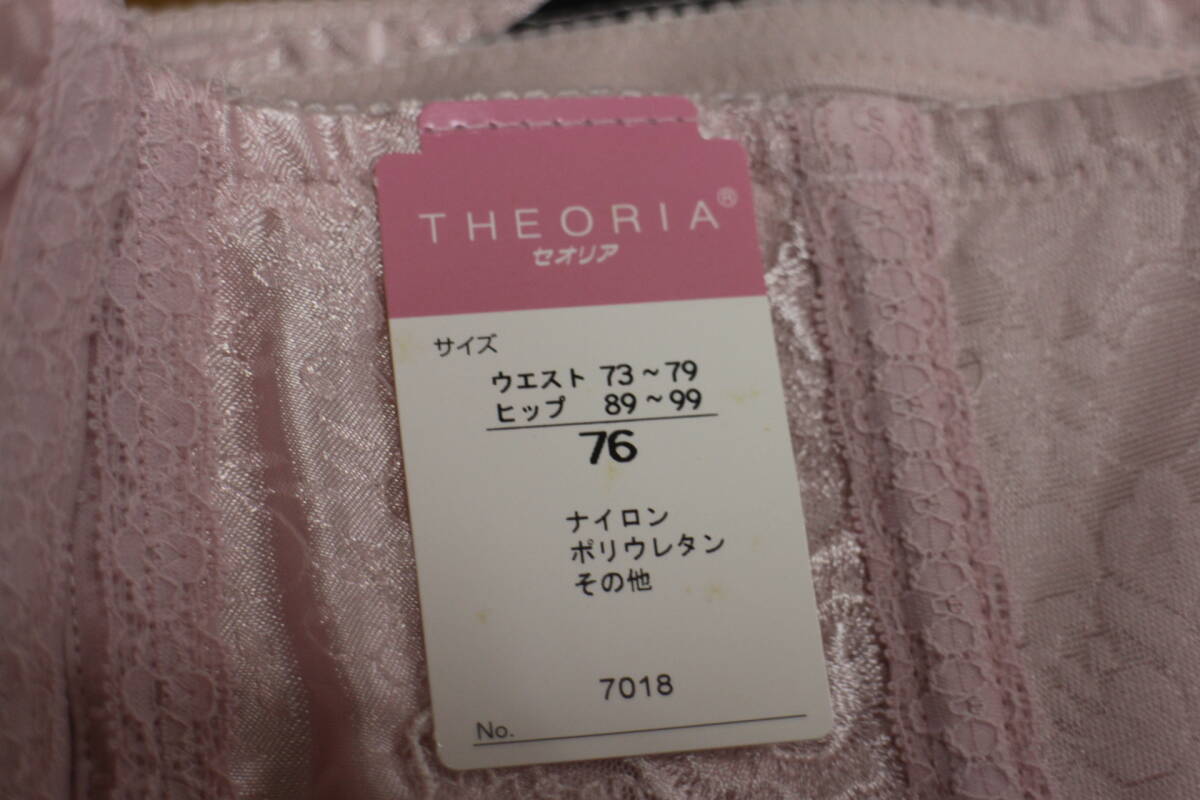 THEORIA®
セオリア
サイズ
ウエスト 73～79
ヒップ 89～99
76
ナイロン
ポリウレタン
その他
7018
No.